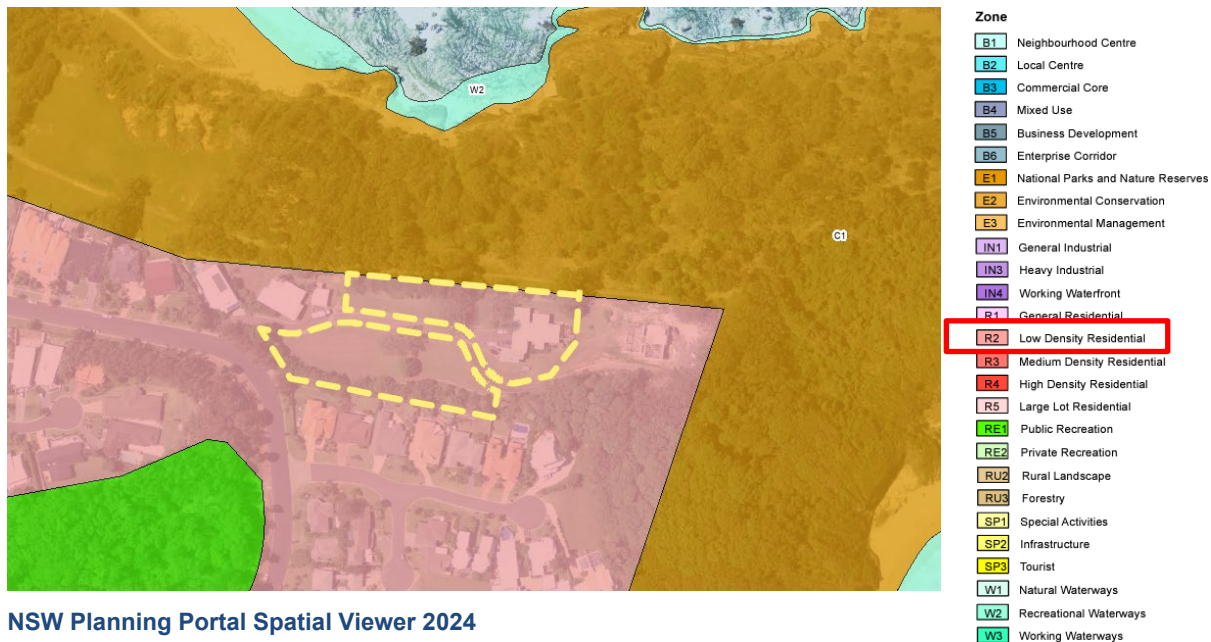 W2
C1
NSW Planning Portal Spatial Viewer 2024
Zone
B1 Neighbourhood Centre
B2 Local Centre
B3 Commercial Core
B4 Mixed Use
B5 Business Development
B6 Enterprise Corridor
E1 National Parks and Nature Reserves
E2 Environmental Conservation
E3 Environmental Management
IN1 General Industrial
IN3 Heavy Industrial
IN4 Working Waterfront
R1 General Residential
R2 Low Density Residential
R3 Medium Density Residential
R4 High Density Residential
R5 Large Lot Residential
RE1 Public Recreation
RE2 Private Recreation
RU2 Rural Landscape
RU3 Forestry
SP1 Special Activities
SP2 Infrastructure
SP3 Tourist
W1 Natural Waterways
W2 Recreational Waterways
W3 Working Waterways